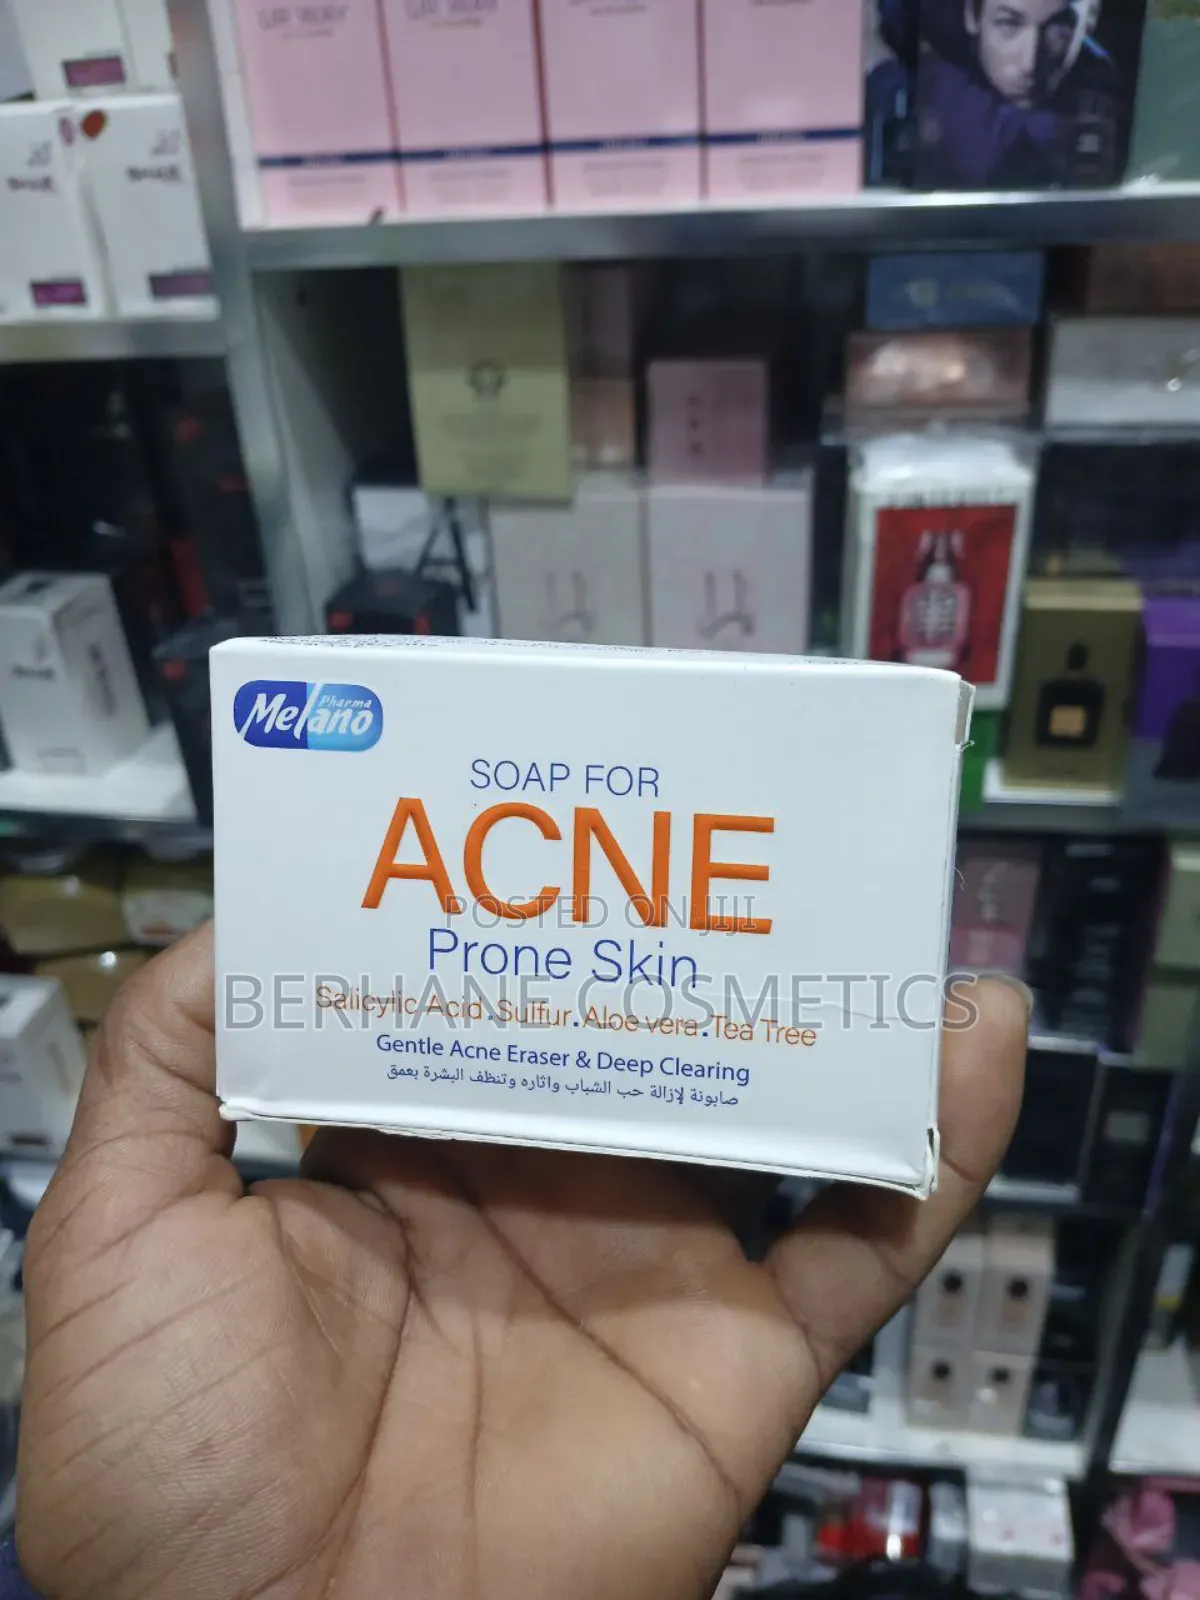 Melano
Pharma
SOAP FOR
ACNE
POSTED ON JIJI
Prone Skin
BERHANE COSMETICS
Salicylic Acid.Sulfur.Aloe vera.Tea Tree
Gentle Acne Eraser & Deep Clearing
صابونة لإزالة حب الشباب واثاره وتنظف البشرة بعمق